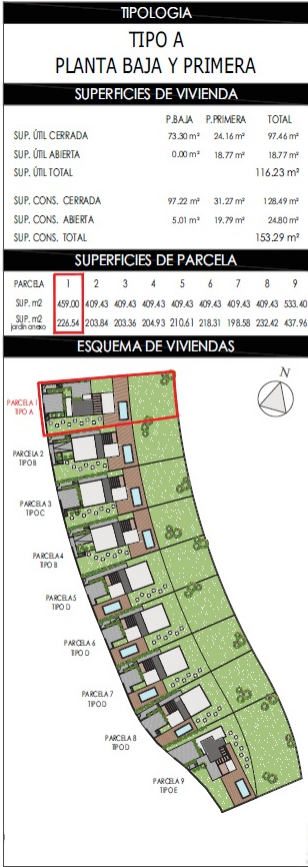 TIPOLOGIA
TIPO A
PLANTA BAJA Y PRIMERA
SUPERFICIES DE VIVIENDA
P.BAJA P.PRIMERA TOTAL
SUP. ÚTIL CERRADA 73.30 m² 24.16 m² 97.46 m²
SUP. ÚTIL ABIERTA 0.00 m² 18.77 m² 18.77 m²
SUP. ÚTIL TOTAL 116.23 m²
SUP. CONS. CERRADA 97.22 m² 31.27 m² 128.49 m²
SUP. CONS. ABIERTA 5.01 m² 19.79 m² 24.80 m²
SUP. CONS. TOTAL 153.29 m²
SUPERFICIES DE PARCELA
PARCELA 1 2 3 4 5 6 7 8 9
SUP. m2 459.00 409.43 409.43 409.43 409.43 409.43 409.43 409.43 533.40
SUP. m2 226.54 203.84 203.36 204.93 210.61 218.31 198.58 232.42 437.96
jardín anexo
ESQUEMA DE VIVIENDAS
N
PARCELA 1
TIPO A
PARCELA 2
TIPO B
PARCELA 3
TIPO C
PARCELA 4
TIPO B
PARCELA 5
TIPO D
PARCELA 6
TIPO D
PARCELA 7
TIPO D
PARCELA 8
TIPO D
PARCELA 9
TIPO E